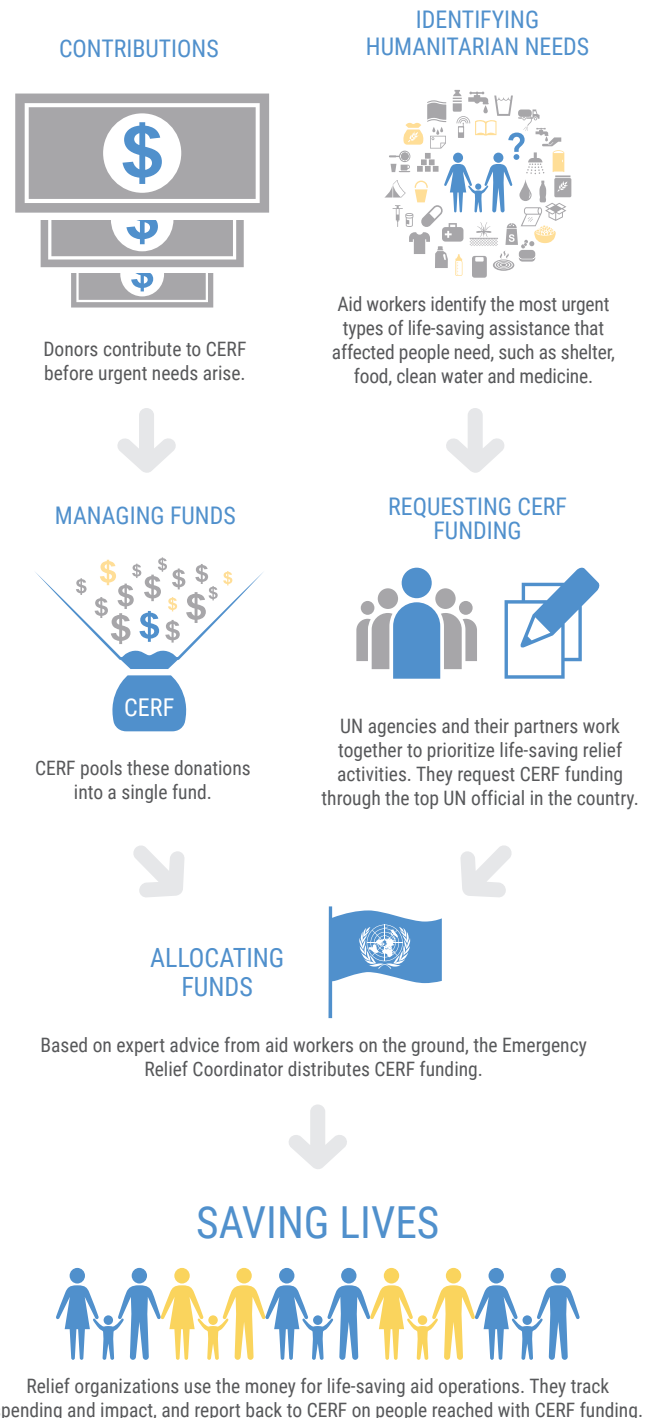 CONTRIBUTIONS
$
$
$
Donors contribute to CERF
before urgent needs arise.
IDENTIFYING
HUMANITARIAN NEEDS
?
S
Aid workers identify the most urgent
types of life-saving assistance that
affected people need, such as shelter,
food, clean water and medicine.
MANAGING FUNDS
$ $ $ $ $ $ $ $ $ $ $ $ $ $ $ $
CERF
CERF pools these donations
into a single fund.
REQUESTING CERF
FUNDING
UN agencies and their partners work
together to prioritize life-saving relief
activities. They request CERF funding
through the top UN official in the country.
ALLOCATING
FUNDS
Based on expert advice from aid workers on the ground, the Emergency
Relief Coordinator distributes CERF funding.
SAVING LIVES
Relief organizations use the money for life-saving aid operations. They track
pending and impact, and report back to CERF on people reached with CERF funding.